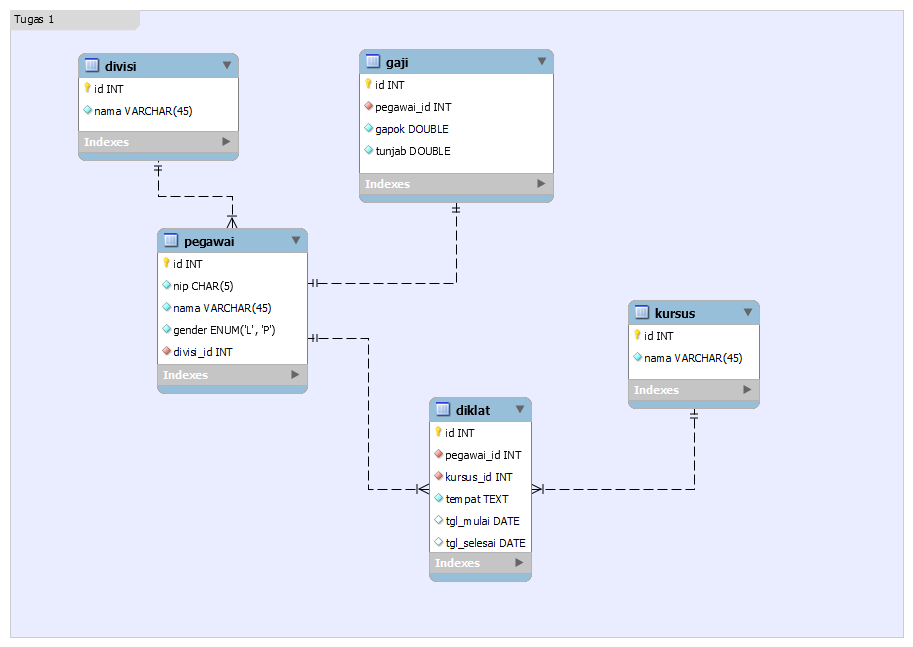 Tugas 1
divisi
id INT
nama VARCHAR(45)
Indexes
gaji
id INT
pegawai_id INT
gapok DOUBLE
tunjab DOUBLE
Indexes
pegawai
id INT
nip CHAR(5)
nama VARCHAR(45)
gender ENUM('L', 'P')
divisi_id INT
Indexes
kursus
id INT
nama VARCHAR(45)
Indexes
diklat
id INT
pegawai_id INT
kursus_id INT
tempat TEXT
tgl_mulai DATE
tgl_selesai DATE
Indexes